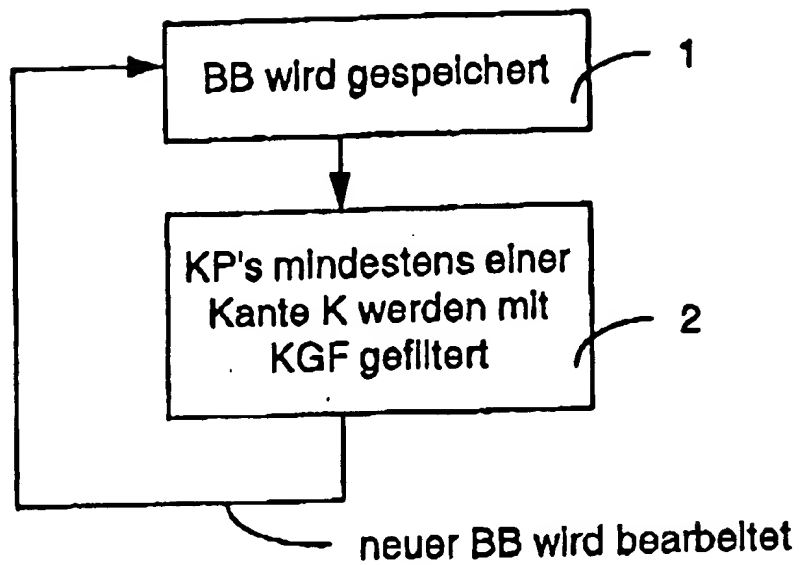 BB wird gespeichert
1
KP's mindestens einer
Kante K werden mit
KGF gefiltert
2
neuer BB wird bearbeitet